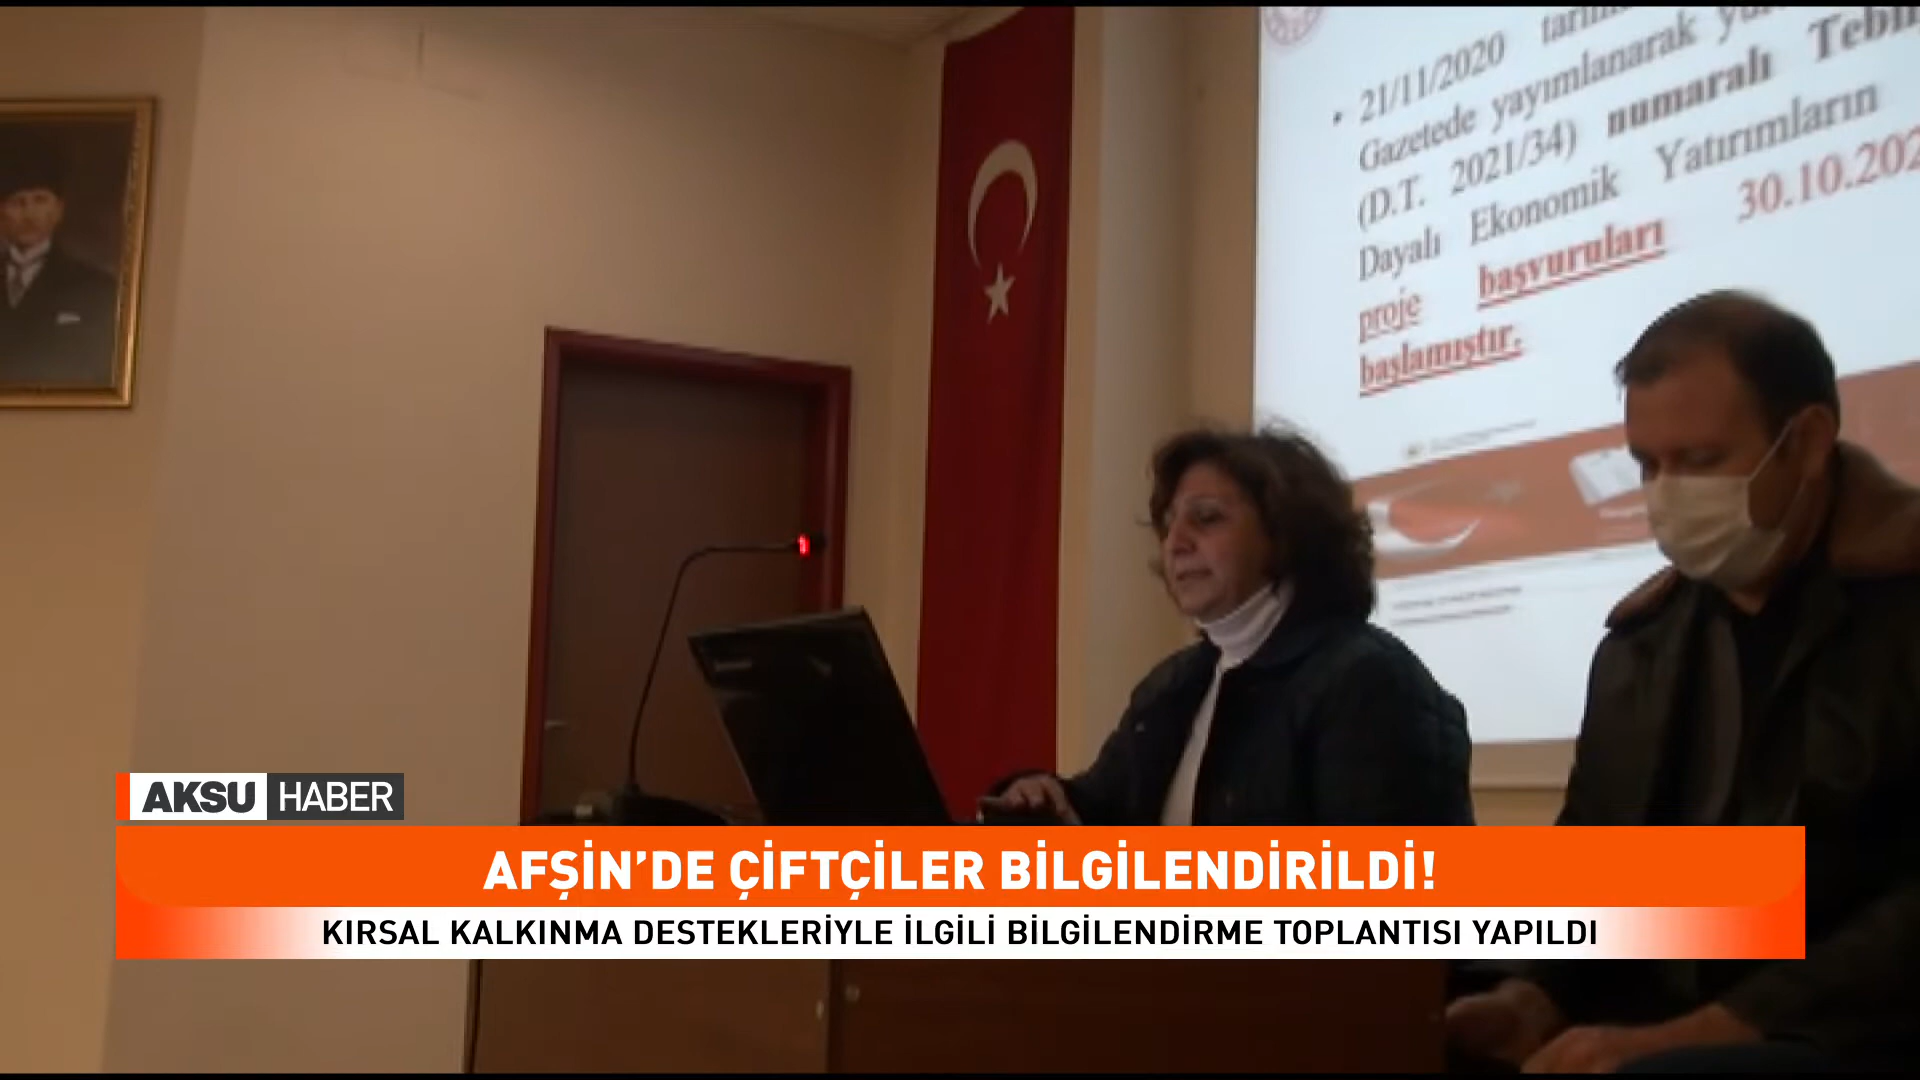 21/11/2020
Gazetede yayımlanarak
(D.T. 2021/34) numaralı
Dayalı Ekonomik Yatırımların
proje başvuruları 30.10.202
başlamıştır.
AKSU HABER
AFŞİN’DE ÇİFTÇİLER BİLGİLENDİRİLDİ!
KIRSAL KALKINMA DESTEKLERİYLE İLGİLİ BİLGİLENDİRME TOPLANTISI YAPILDI